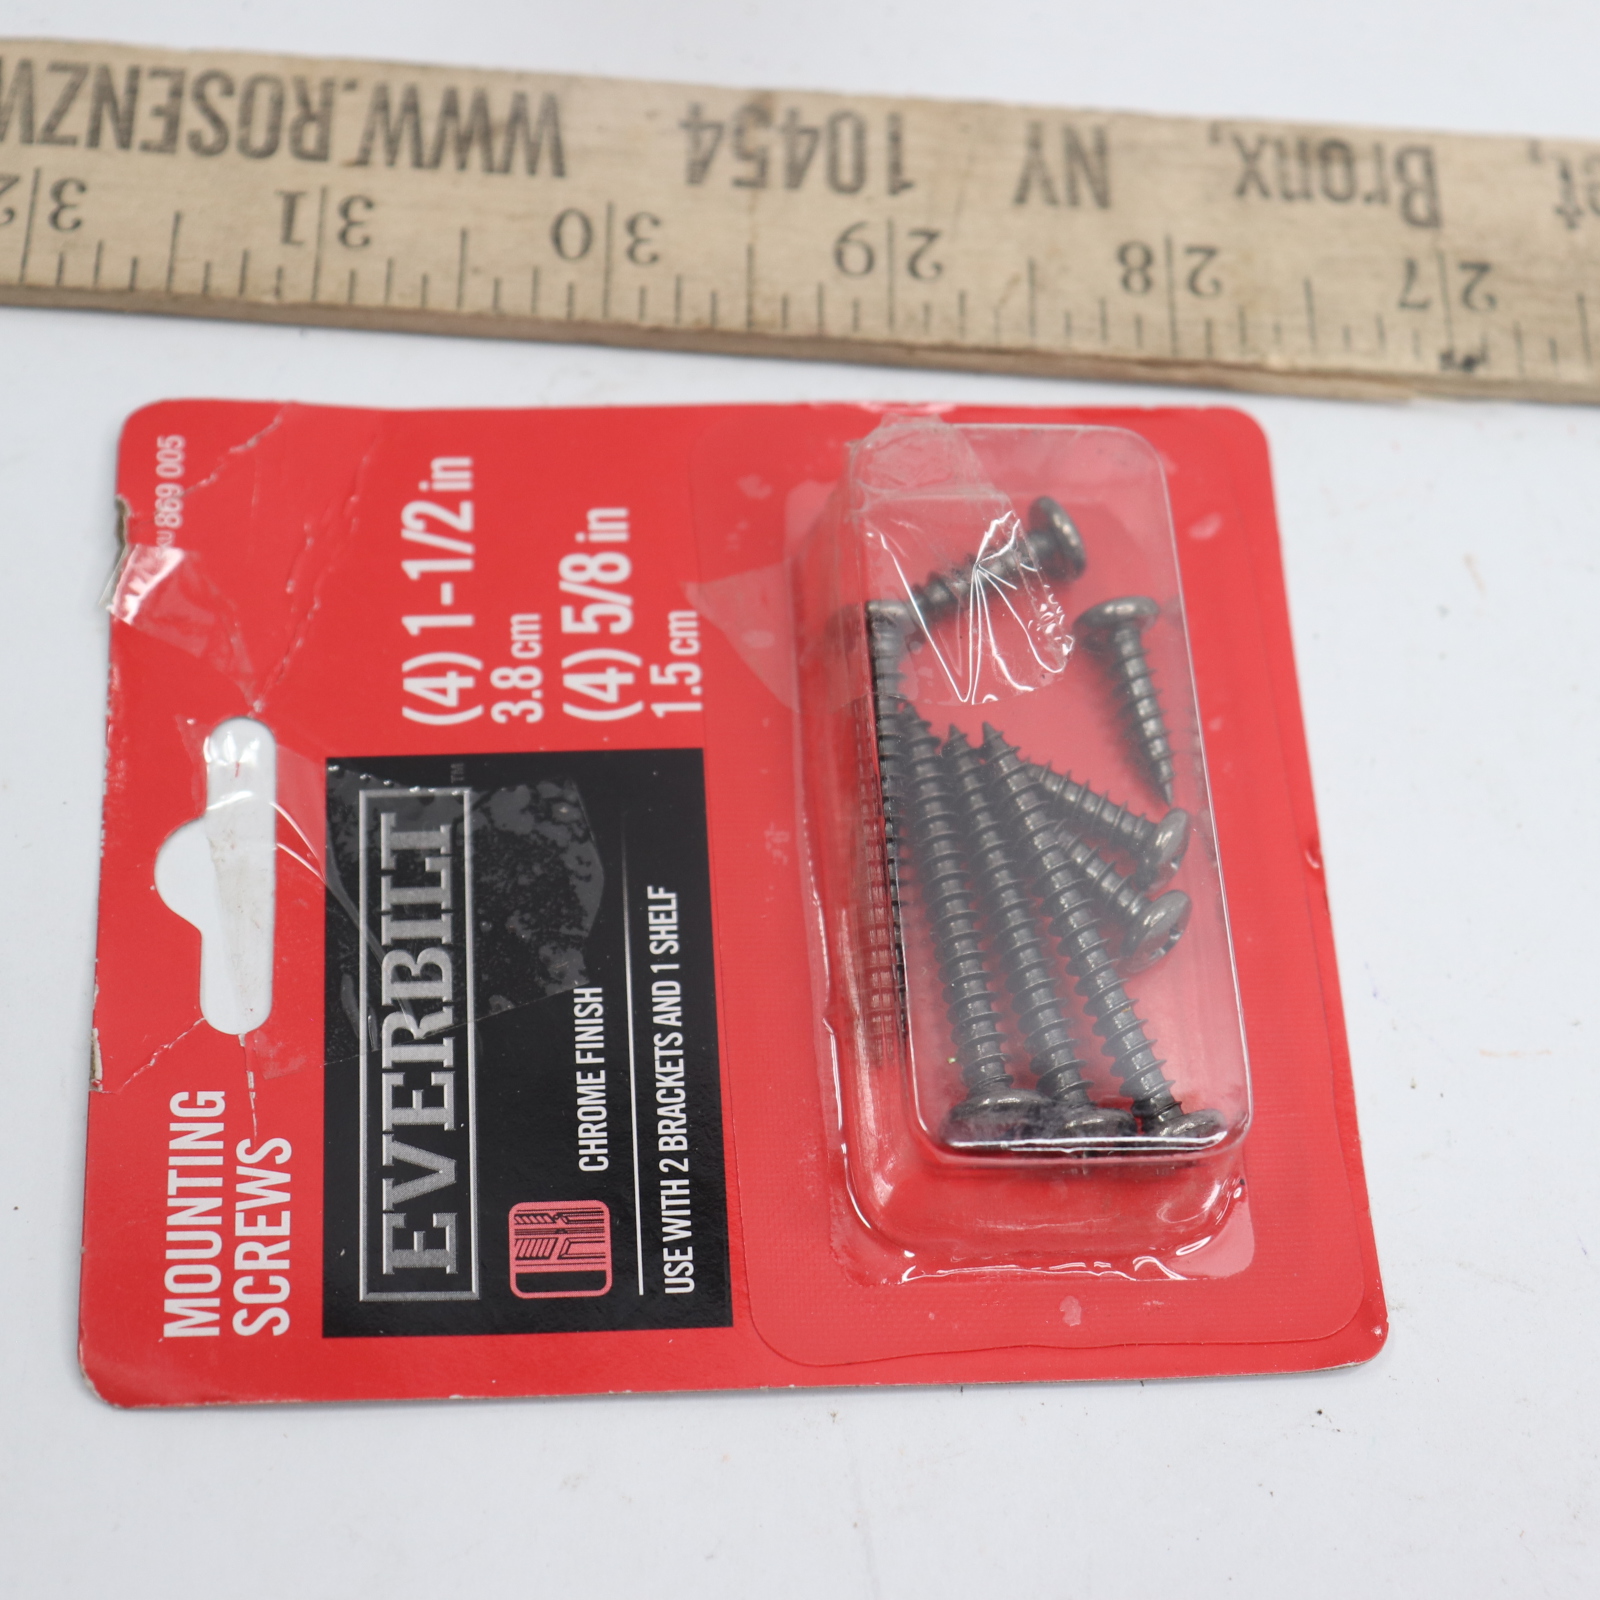 WWW.ROSENZW
10454
NY
Bronx,
et,
32
31
30
29
28
27
869 005
MOUNTING
SCREWS
(4) 1-1/2 in
3.8 cm
(4) 5/8 in
1.5 cm
EVERBILT™
CHROME FINISH
USE WITH 2 BRACKETS AND 1 SHELF